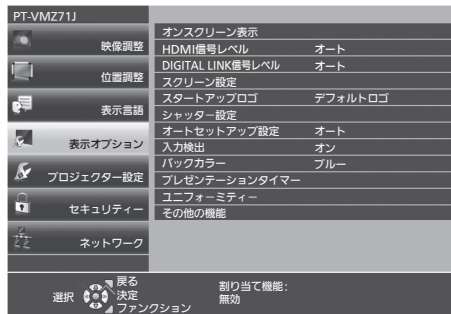 PT-VMZ71J
映像調整
位置調整
表示言語
表示オプション
プロジェクター設定
セキュリティー
ネットワーク
オンスクリーン表示
HDMI信号レベル オート
DIGITAL LINK信号レベル オート
スクリーン設定
スタートアップロゴ デフォルトロゴ
シャッター設定
オートセットアップ設定 オート
入力検出 オン
バックカラー ブルー
プレゼンテーションタイマー
ユニフォーミティー
その他の機能
選択
戻る
決定
ファンクション
割り当て機能:
無効